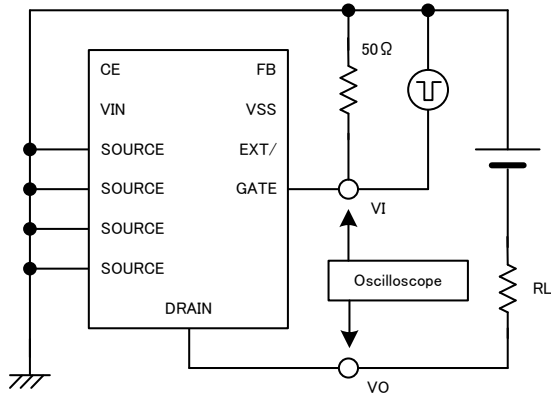 50Ω
CE FB
VIN VSS
SOURCE EXT/
SOURCE GATE
VI
SOURCE
SOURCE
Oscilloscope
RL
DRAIN
VO